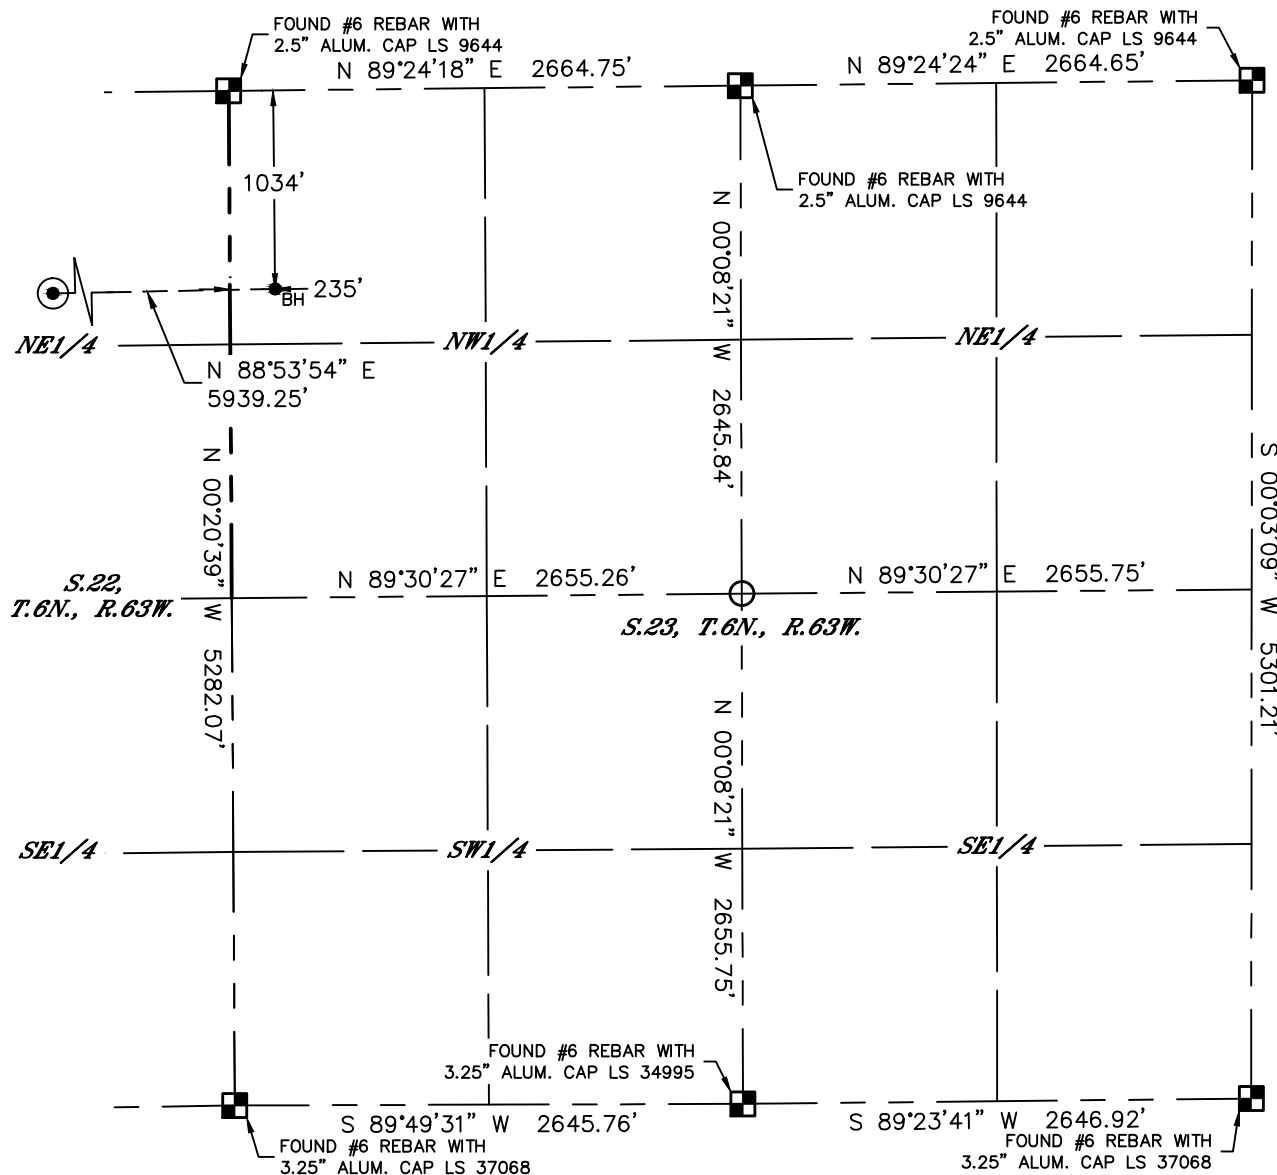 FOUND #6 REBAR WITH
2.5" ALUM. CAP LS 9644
FOUND #6 REBAR WITH
2.5" ALUM. CAP LS 9644
N 89°24'18" E 2664.75'
N 89°24'24" E 2664.65'
1034'
FOUND #6 REBAR WITH
2.5" ALUM. CAP LS 9644
N 00°08'21" W 2645.84'
BH
235'
NE1/4
NW1/4
NE1/4
N 88°53'54" E
5939.25'
N 00°20'39" W 5282.07'
S 00°03'09" W 5301.21'
S.22,
T.6N., R.63W.
N 89°30'27" E 2655.26'
N 89°30'27" E 2655.75'
S.23, T.6N., R.63W.
N 00°08'21" W 2655.75'
SE1/4
SW1/4
SE1/4
FOUND #6 REBAR WITH
3.25" ALUM. CAP LS 34995
S 89°49'31" W 2645.76'
S 89°23'41" W 2646.92'
FOUND #6 REBAR WITH
3.25" ALUM. CAP LS 37068
FOUND #6 REBAR WITH
3.25" ALUM. CAP LS 37068